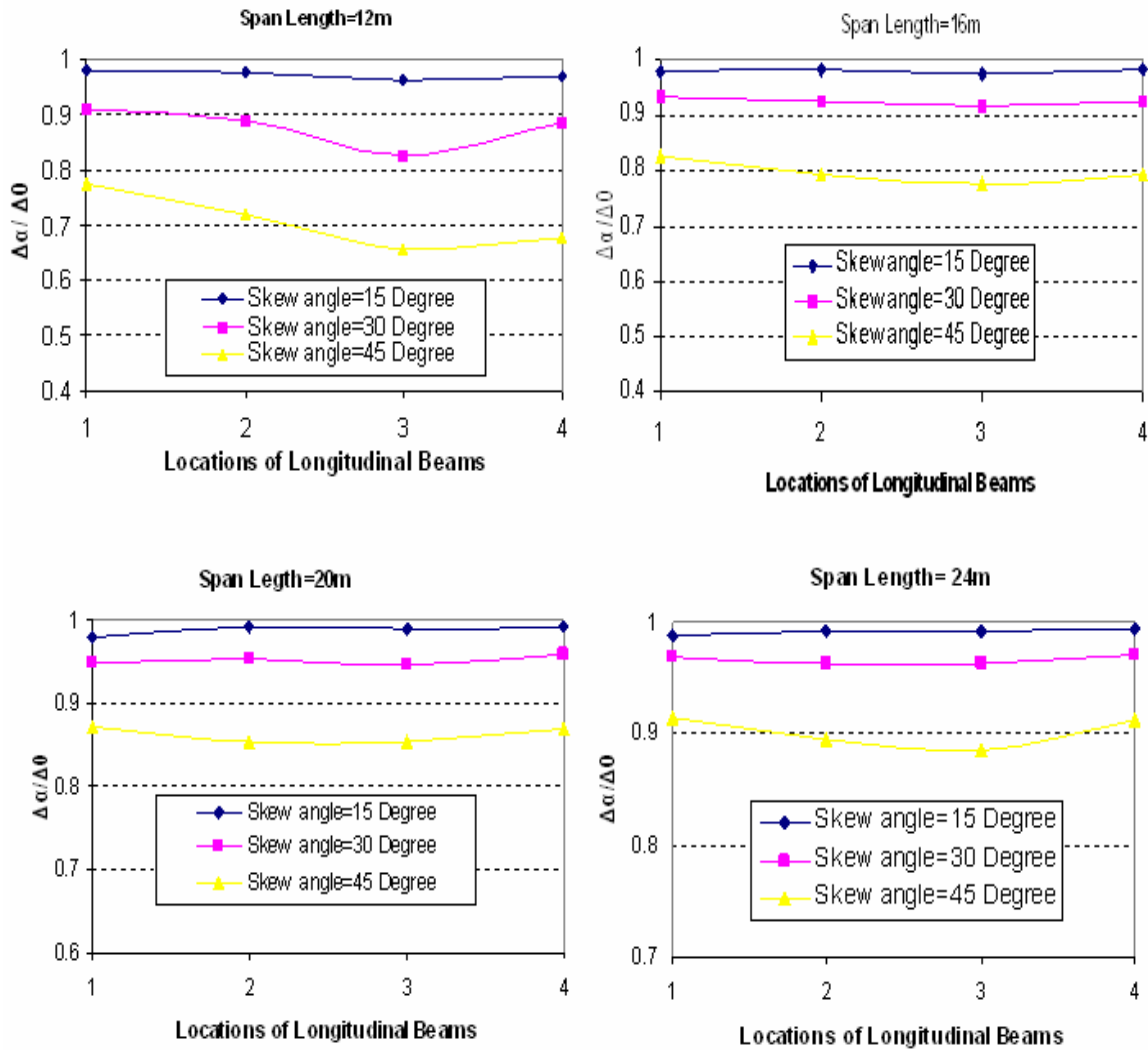 Span Length=12m
1
0.9
0.8
0.7
0.6
0.5
0.4
Δα / Δ0
Skew angle=15 Degree
Skew angle=30 Degree
Skew angle=45 Degree
1 2 3 4
Locations of Longitudinal Beams
Span Length=16m
1
0.9
0.8
0.7
0.6
0.5
0.4
Δα/Δ0
Skew angle=15 Degree
Skew angle=30 Degree
Skew angle=45 Degree
1 2 3 4
Locations of Longitudinal Beams
Span Legth=20m
1
0.9
0.8
0.7
0.6
Δα/Δ0
Skew angle=15 Degree
Skew angle=30 Degree
Skew angle=45 Degree
1 2 3 4
Locations of Longitudinal Beams
Span Length= 24m
1
0.9
0.8
0.7
Δα/Δ0
Skew angle=15 Degree
Skew angle=30 Degree
Skew angle=45 Degree
1 2 3 4
Locations of Longitudinal Beams